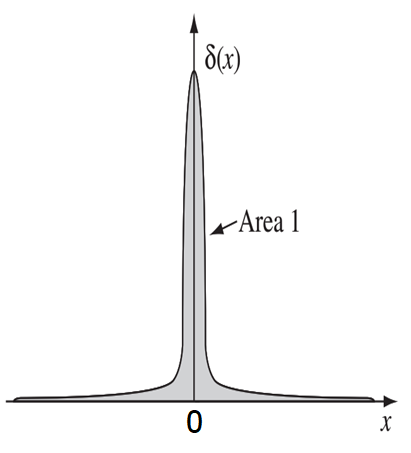 δ(x)
Area 1
0
x